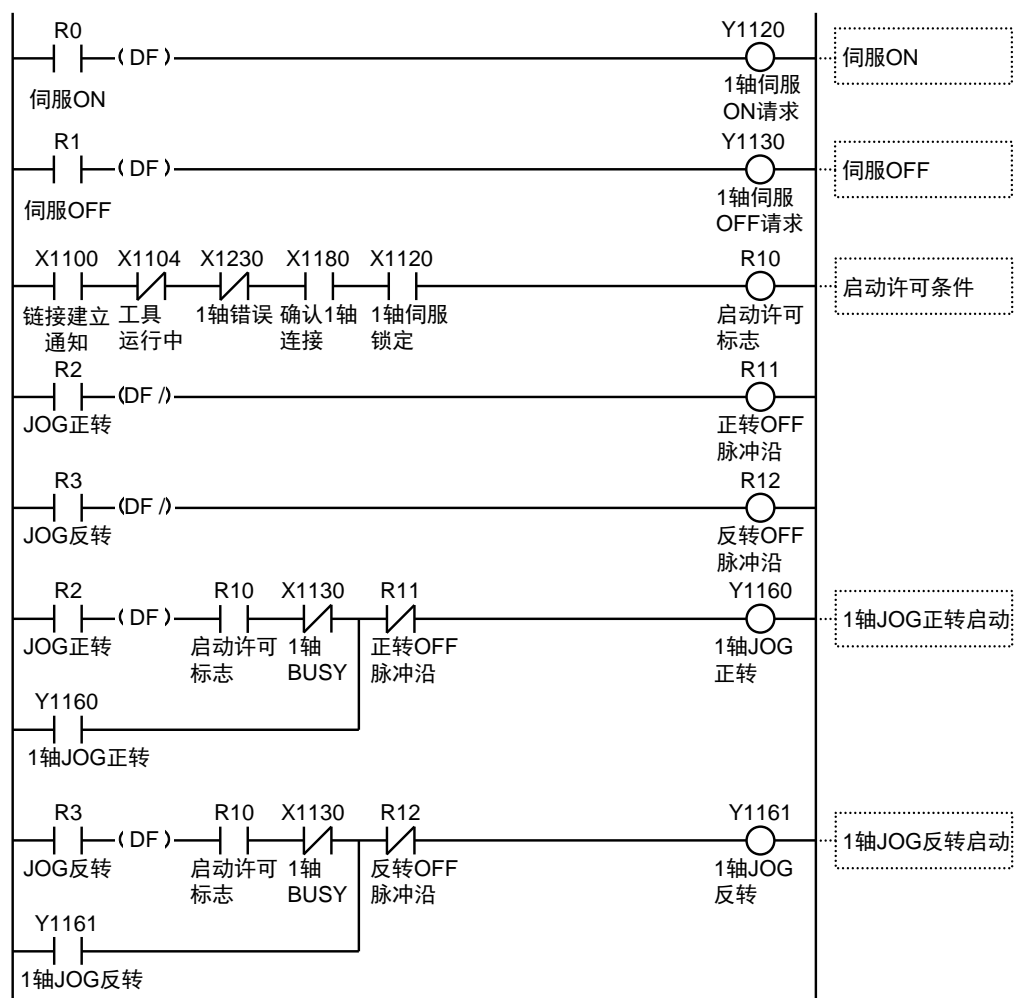 R0 Y1120
( DF ) 伺服ON
伺服ON 1轴伺服
ON请求
R1 Y1130
( DF ) 伺服OFF
伺服OFF 1轴伺服
OFF请求
X1100 X1104 X1230 X1180 X1120 R10
启动许可条件
链接建立 工具 1轴错误 确认1轴 1轴伺服 启动许可
通知 运行中 连接 锁定 标志
R2 R11
(DF /)
JOG正转 正转OFF
脉冲沿
R3 R12
(DF /)
JOG反转 反转OFF
脉冲沿
R2 R10 X1130 R11 Y1160
( DF ) 1轴JOG正转启动
JOG正转 启动许可 1轴 正转OFF 1轴JOG
标志 BUSY 脉冲沿 正转
Y1160
1轴JOG正转
R3 R10 X1130 R12 Y1161
( DF ) 1轴JOG反转启动
JOG反转 启动许可 1轴 反转OFF 1轴JOG
标志 BUSY 脉冲沿 反转
Y1161
1轴JOG反转